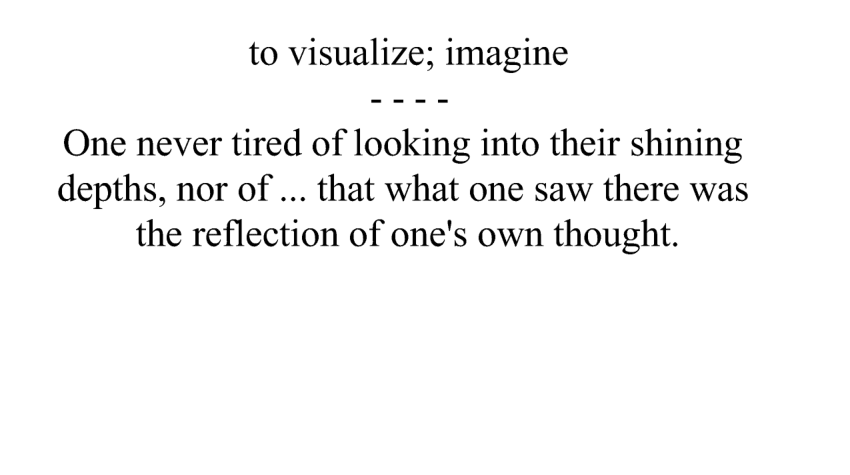 to visualize; imagine
- - - -
One never tired of looking into their shining
depths, nor of ... that what one saw there was
the reflection of one's own thought.